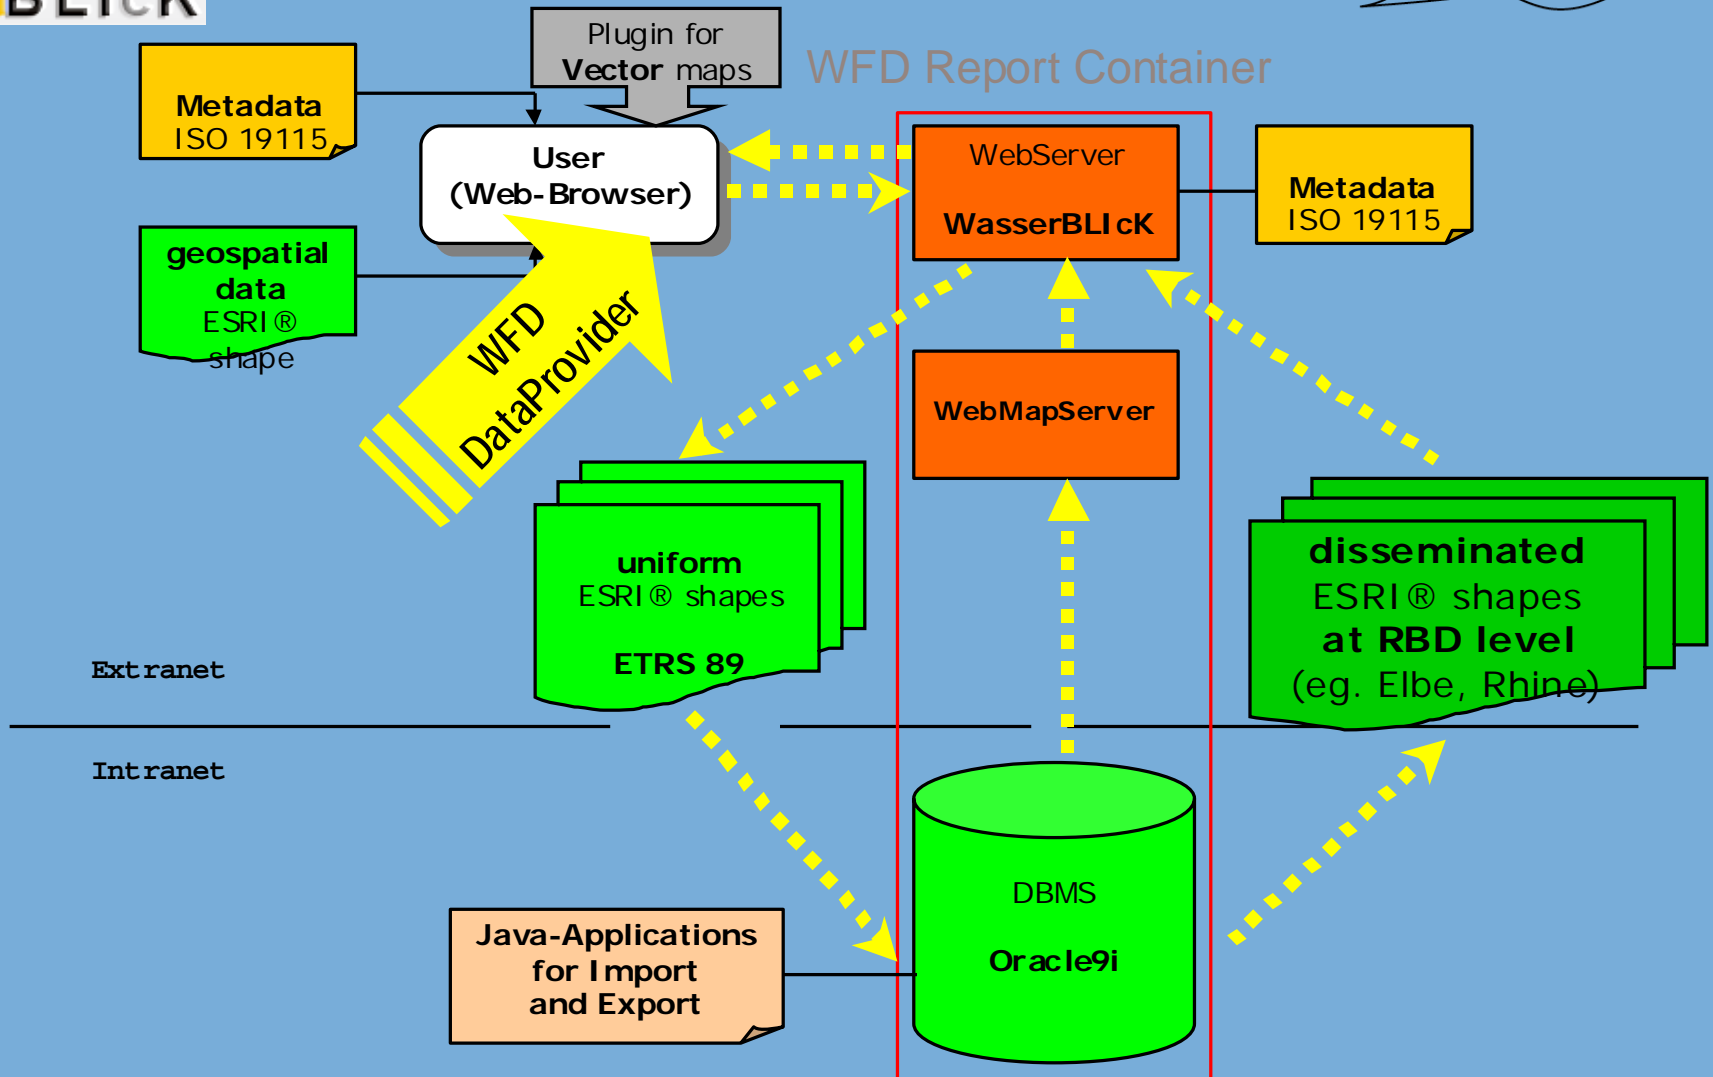 BLIcK
Plugin for
Vector maps
WFD Report Container
Metadata
ISO 19115
User
(Web-Browser)
WebServer
WasserBLIcK
Metadata
ISO 19115
geospatial
data
ESRI®
shape
WFD
DataProvider
WebMapServer
uniform
ESRI® shapes
ETRS 89
disseminated
ESRI® shapes
at RBD level
(eg. Elbe, Rhine)
Extranet
Intranet
DBMS
Oracle9i
Java-Applications
for Import
and Export